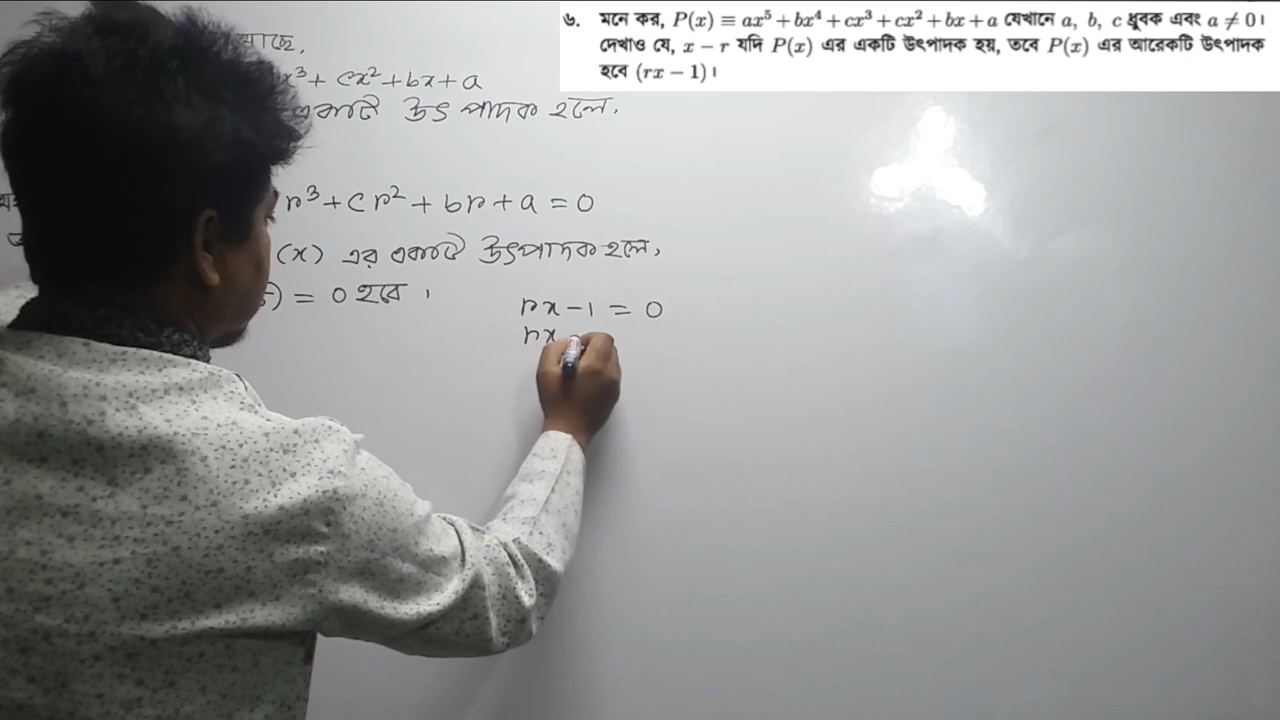 ৬. মনে কর, P(x) ≡ ax⁵ + bx⁴ + cx³ + cx² + bx + a যেখানে a, b, c ধ্রুবক এবং a ≠ 0।
দেখাও যে, x − r যদি P(x) এর একটি উৎপাদক হয়, তবে P(x) এর আরেকটি উৎপাদক
হবে (rx − 1)।
আছে,
x³ + cx² + bx + a
একটি উৎপাদক হলে,
r³ + cr² + br + a = 0
(x) এর একটি উৎপাদক হলে,
) = 0 হবে।
rx − 1 = 0
rx